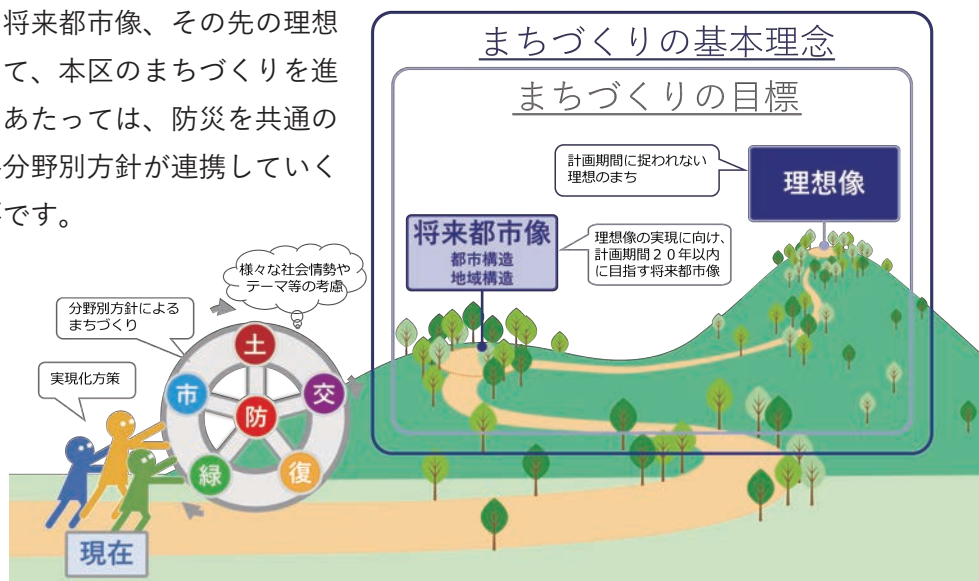 将来都市像、その先の理想
て、本区のまちづくりを進
あたっては、防災を共通の
分野別方針が連携していく
です。
まちづくりの基本理念
まちづくりの目標
計画期間に捉われない
理想のまち
理想像
将来都市像
都市構造
地域構造
理想像の実現に向け、
計画期間20年以内
に目指す将来都市像
様々な社会情勢や
テーマ等の考慮
分野別方針による
まちづくり
実現化方策
土
市
交
防
緑
復
現在